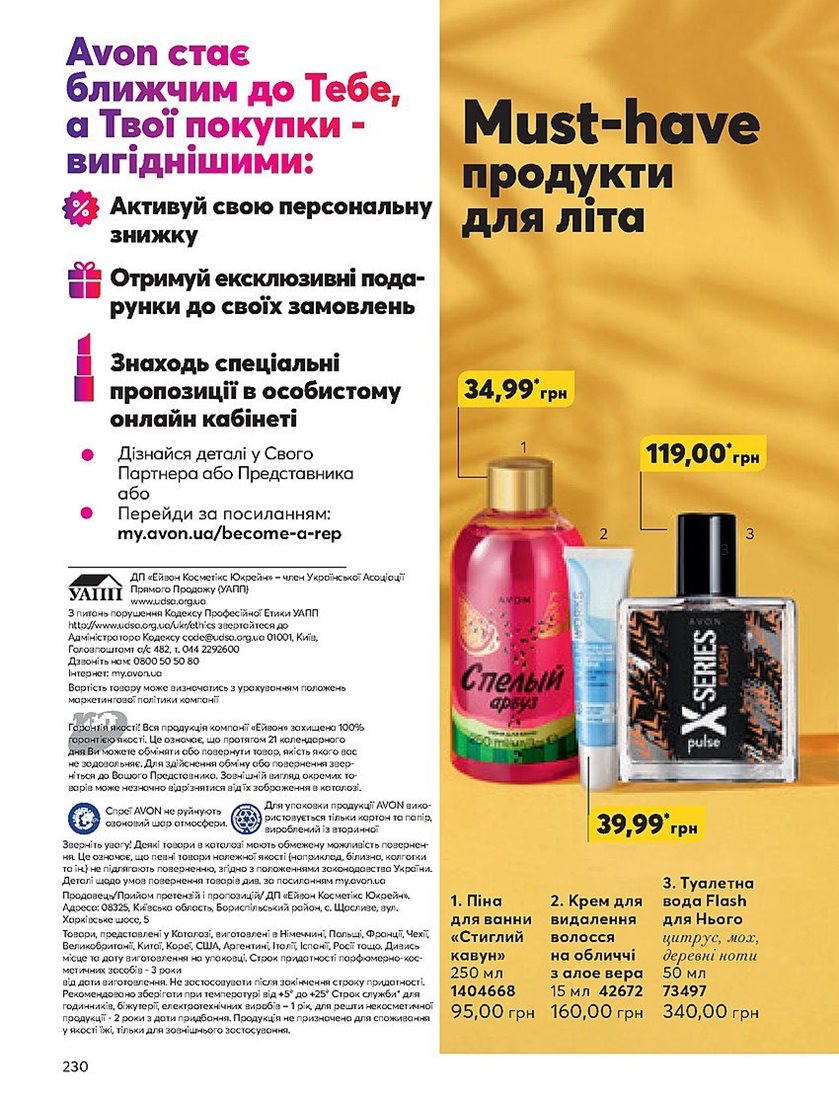 Avon стає
ближчим до Тебе,
а Твої покупки -
вигіднішими:
Активуй свою персональну
знижку
Отримуй ексклюзивні пода-
рунки до своїх замовлень
Знаходь спеціальні
пропозиції в особистому
онлайн кабінеті
Дізнайся деталі у Свого
Партнера або Представника
або
Перейди за посиланням:
my.avon.ua/become-a-rep
УАПП
ДП «Ейвон Косметікс Юкрейн» – член Української Асоціації
Прямого Продажу (УАПП)
www.udsa.org.ua
З питань порушення Кодексу Професійної Етики УАПП
http://www.udsa.org.ua/ukr/ethics звертайтеся до
Адміністратора Кодексу code@udsa.org.ua 01001, Київ,
Головпоштамт а/с 482, т. 044 2292600
Дзвоніть нам: 0800 50 50 80
Інтернет: my.avon.ua
Вартість товару може визначатись з урахуванням положень
маркетингової політики компанії
Гарантія якості! Вся продукція компанії «Ейвон» захищена 100%
гарантією якості. Це означає, що протягом 21 календарного
дня Ви можете обміняти або повернути товар, якість якого вас
не задовольняє. Для здійснення обміну або повернення звер-
ніться до Вашого Представника. Зовнішній вигляд окремих то-
варів може незначно відрізнятися від їх зображення в каталозі.
Спреї AVON не руйнують
озоновий шар атмосфери.
Для упаковки продукції AVON вико-
ристовується тільки картон та папір,
вироблений із вторинної
Зверніть увагу! Деякі товари в каталозі мають обмежену можливість повернен-
ня. Це означає, що певні товари належної якості (наприклад, білизна, колготки
та ін.) не підлягають поверненню, згідно з положеннями законодавства України.
Деталі щодо умов повернення товарів див. за посиланням my.avon.ua
Продавець/Прийом претензій і пропозицій/ ДП «Ейвон Косметікс Юкрейн».
Адреса: 08325, Київська область, Бориспільський район, с. Щасливе, вул.
Харківське шосе, 5
Товари, представлені у Каталозі, виготовлені в Німеччині, Польщі, Франції, Чехії,
Великобританії, Китаї, Кореї, США, Аргентині, Італії, Іспанії, Росії тощо. Дивись
місце та дату виготовлення на упаковці. Строк придатності парфюмерно-кос-
метичних засобів - 3 роки
від дати виготовлення. Не застосовувати після закінчення строку придатності.
Рекомендовано зберігати при температурі від +5° до +25° Строк служби* для
годинників, біжутерії, електротехнічних виробів – 1 рік, для решти некосметичної
продукції - 2 роки з дати придбання. Продукція не призначена для споживання
у якості їжі, тільки для зовнішнього застосування.
230
Must-have
продукти
для літа
34,99* грн
1
119,00* грн
2
3
3
AVON
Спелый
арбуз
WORKS
AVON
X-SERIES
FLASH
pulse
39,99* грн
1. Піна
для ванни
«Стиглий
кавун»
250 мл
1404668
95,00 грн
2. Крем для
видалення
волосся
на обличчі
з алое вера
15 мл 42672
160,00 грн
3. Туалетна
вода Flash
для Нього
цитрус, мох,
деревні ноти
50 мл
73497
340,00 грн